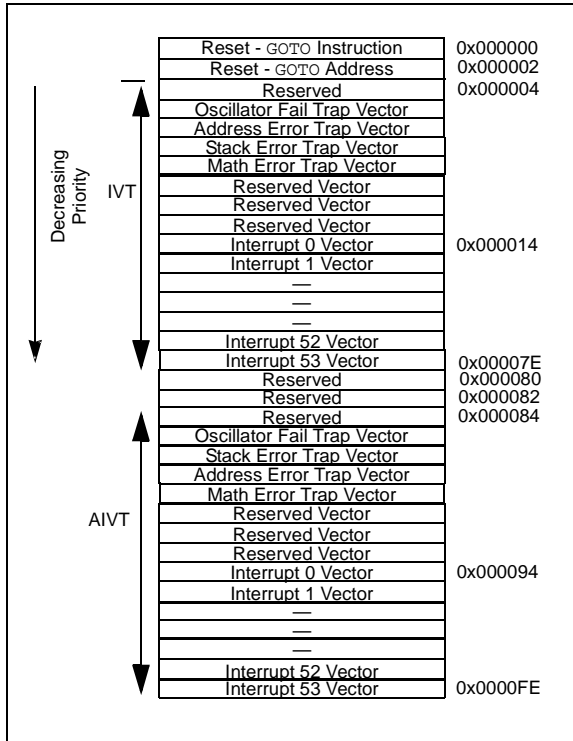 Reset - GOTO Instruction 0x000000
Reset - GOTO Address 0x000002
Reserved 0x000004
Oscillator Fail Trap Vector
Address Error Trap Vector
Stack Error Trap Vector
Math Error Trap Vector
Reserved Vector
Reserved Vector
Reserved Vector
Interrupt 0 Vector 0x000014
Interrupt 1 Vector
—
—
—
Interrupt 52 Vector
Interrupt 53 Vector 0x00007E
Reserved 0x000080
Reserved 0x000082
Reserved 0x000084
Oscillator Fail Trap Vector
Stack Error Trap Vector
Address Error Trap Vector
Math Error Trap Vector
Reserved Vector
Reserved Vector
Reserved Vector
Interrupt 0 Vector 0x000094
Interrupt 1 Vector
—
—
—
Interrupt 52 Vector
Interrupt 53 Vector 0x0000FE
Decreasing
Priority
IVT
AIVT